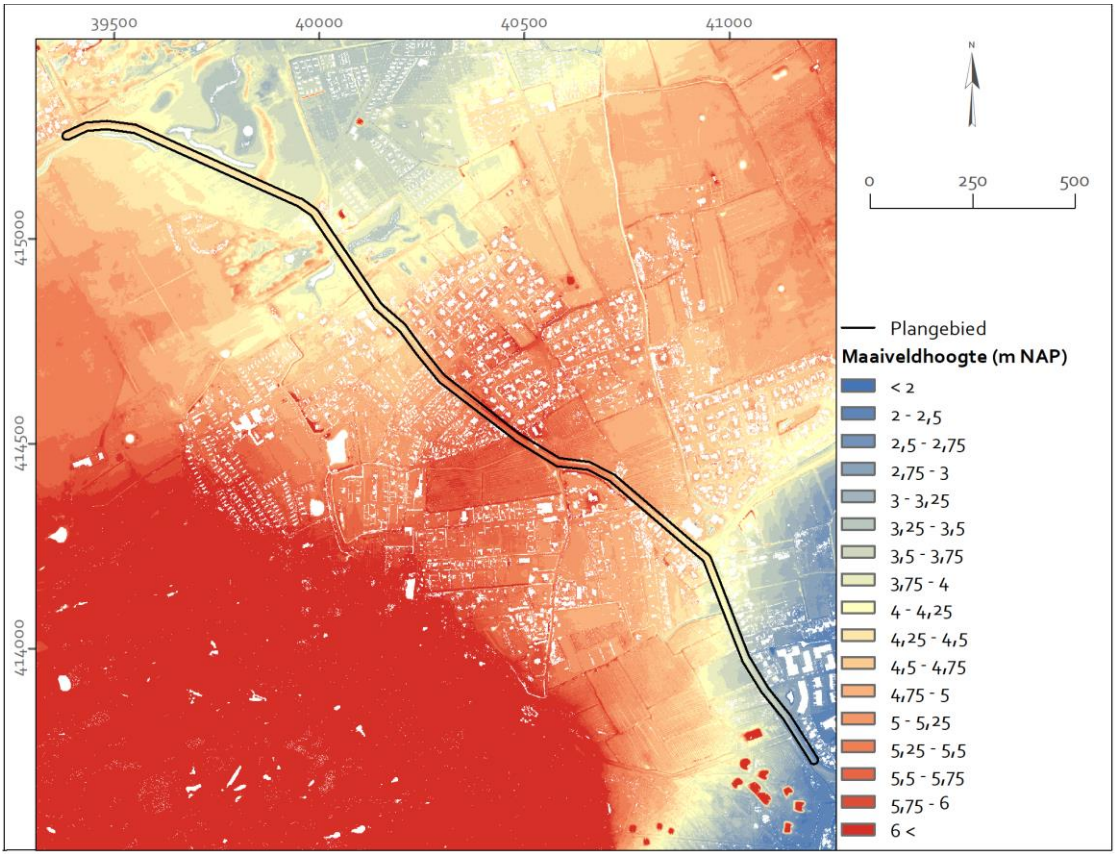 39500 40000 40500 41000
415000
414500
414000
N
0 250 500
Plangebied
Maaiveldhoogte (m NAP)
< 2
2 - 2,5
2,5 - 2,75
2,75 - 3
3 - 3,25
3,25 - 3,5
3,5 - 3,75
3,75 - 4
4 - 4,25
4,25 - 4,5
4,5 - 4,75
4,75 - 5
5 - 5,25
5,25 - 5,5
5,5 - 5,75
5,75 - 6
6 <